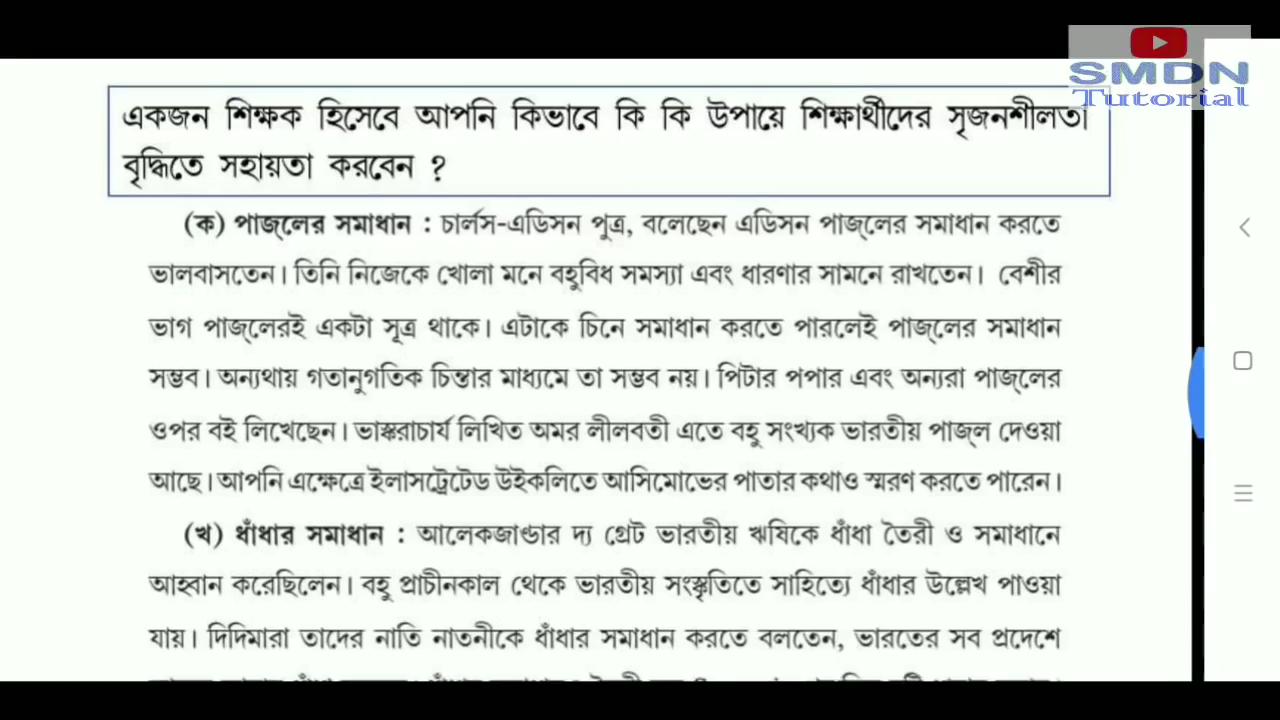 SMDN
Tutorial
একজন শিক্ষক হিসেবে আপনি কিভাবে কি কি উপায়ে শিক্ষার্থীদের সৃজনশীলতা
বৃদ্ধিতে সহায়তা করবেন ?
(ক) পাজ্‌লের সমাধান : চার্লস-এডিসন পুত্র, বলেছেন এডিসন পাজ্‌লের সমাধান করতে
ভালবাসতেন। তিনি নিজেকে খোলা মনে বহুবিধ সমস্যা এবং ধারণার সামনে রাখতেন। বেশীর
ভাগ পাজ্‌লেরই একটা সূত্র থাকে। এটাকে চিনে সমাধান করতে পারলেই পাজ্‌লের সমাধান
সম্ভব। অন্যথায় গতানুগতিক চিন্তার মাধ্যমে তা সম্ভব নয়। পিটার পপার এবং অন্যরা পাজ্‌লের
ওপর বই লিখেছেন। ভাস্করাচার্য লিখিত অমর লীলবতী এতে বহু সংখ্যক ভারতীয় পাজ্‌ল দেওয়া
আছে। আপনি এক্ষেত্রে ইলাসট্রেটেড উইকলিতে আসিমোভের পাতার কথাও স্মরণ করতে পারেন।
(খ) ধাঁধার সমাধান : আলেকজাণ্ডার দ্য গ্রেট ভারতীয় ঋষিকে ধাঁধা তৈরী ও সমাধানে
আহ্বান করেছিলেন। বহু প্রাচীনকাল থেকে ভারতীয় সংস্কৃতিতে সাহিত্যে ধাঁধার উল্লেখ পাওয়া
যায়। দিদিমারা তাদের নাতি নাতনীকে ধাঁধার সমাধান করতে বলতেন, ভারতের সব প্রদেশে